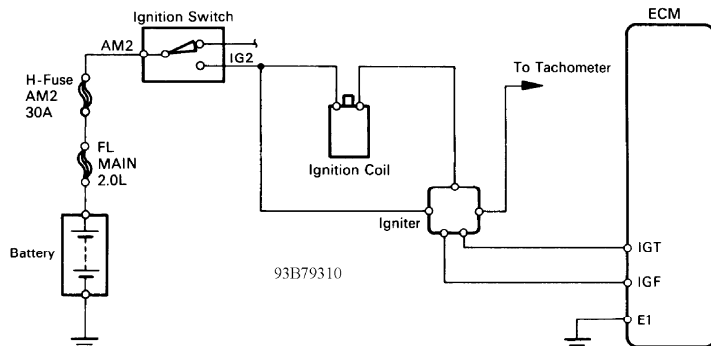 Ignition Switch
ECM
AM2
IG2
H-Fuse
AM2
30A
To Tachometer
FL
MAIN
2.0L
Ignition Coil
Igniter
Battery
IGT
93B79310
IGF
E1